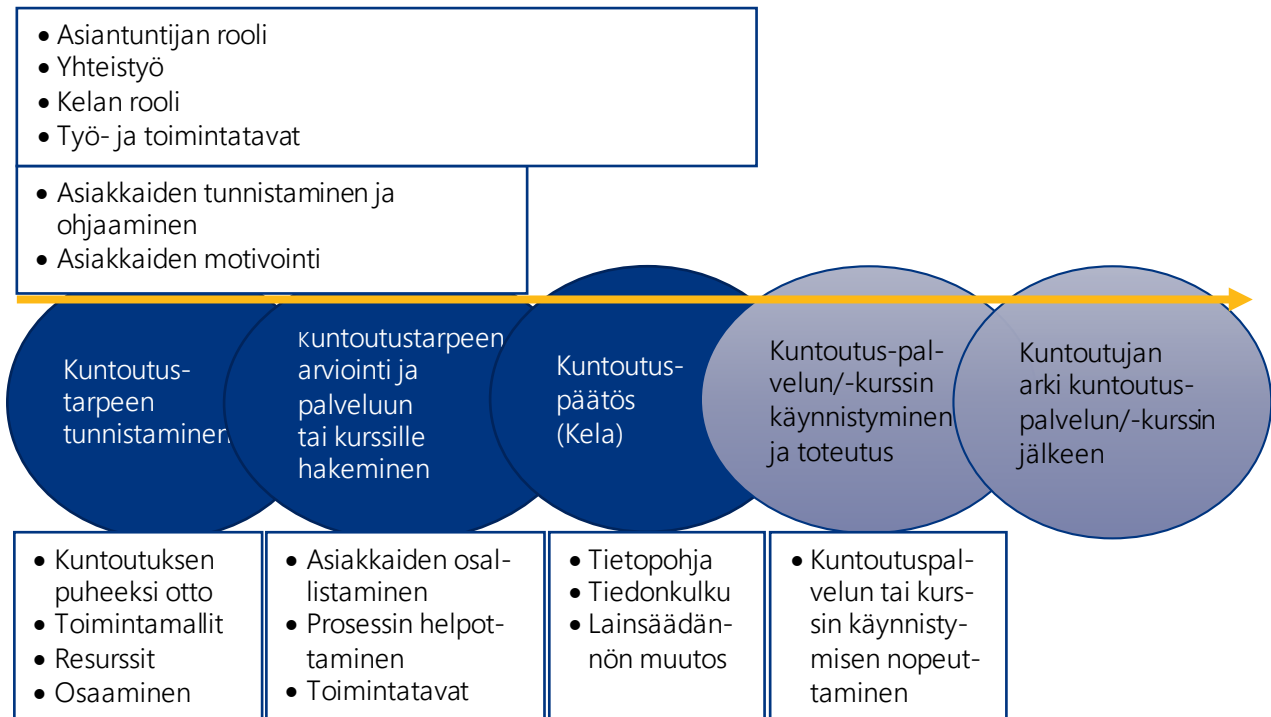 • Asiantuntijan rooli
• Yhteistyö
• Kelan rooli
• Työ- ja toimintatavat
• Asiakkaiden tunnistaminen ja
ohjaaminen
• Asiakkaiden motivointi
Kuntoutus-
tarpeen
tunnistaminen
Kuntoutustarpeen
arviointi ja
palveluun
tai kurssille
hakeminen
Kuntoutus-
päätös
(Kela)
Kuntoutus-pal-
velun/-kurssin
käynnistyminen
ja toteutus
Kuntoutujan
arki kuntoutus-
palvelun/-kurssin
jälkeen
• Kuntoutuksen
puheeksi otto
• Toimintamallit
• Resurssit
• Osaaminen
• Asiakkaiden osal-
listaminen
• Prosessin helpot-
taminen
• Toimintatavat
• Tietopohja
• Tiedonkulku
• Lainsäädän-
nön muutos
• Kuntoutuspal-
velun tai kurs-
sin käynnisty-
misen nopeut-
taminen